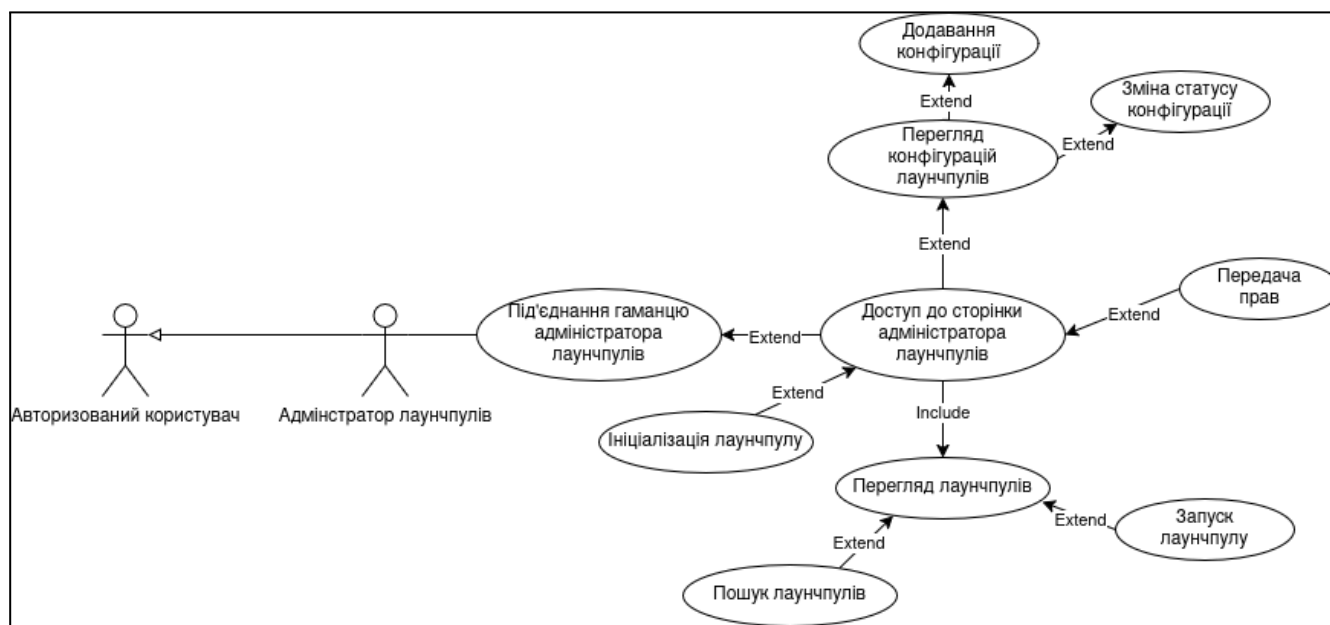 Додавання
конфігурації
Extend
Зміна статусу
конфігурації
Extend
Перегляд
конфігурацій
лаунчпулів
Extend
Передача
прав
Extend
Під'єднання гаманцю
адміністратора
лаунчпулів
Extend
Доступ до сторінки
адміністратора
лаунчпулів
Авторизований користувач
Адмінстратор лаунчпулів
Extend
Ініціалізація лаунчпулу
Include
Перегляд лаунчпулів
Extend
Запуск
лаунчпулу
Extend
Пошук лаунчпулів